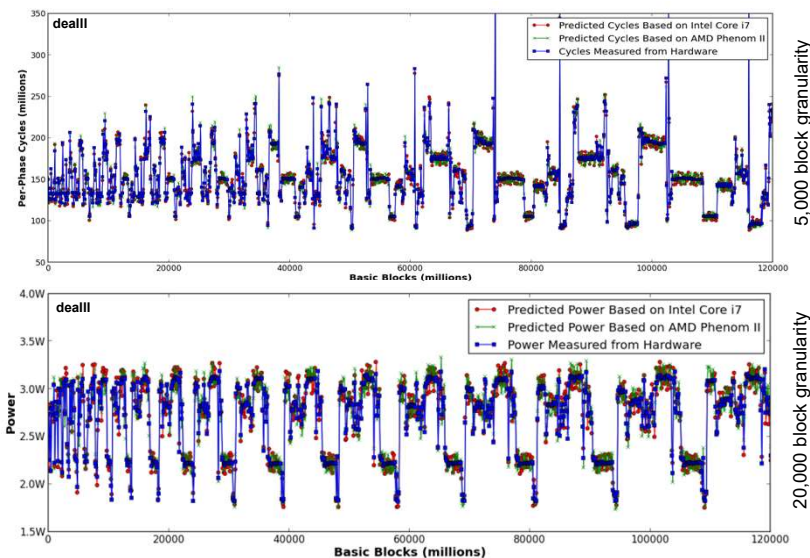 dealII
Predicted Cycles Based on Intel Core i7
Predicted Cycles Based on AMD Phenom II
Cycles Measured from Hardware
Per-Phase Cycles (millions)
350
300
250
200
150
100
50
0
20000
40000
60000
80000
100000
120000
Basic Blocks (millions)
5,000 block granularity
dealII
Predicted Power Based on Intel Core i7
Predicted Power Based on AMD Phenom II
Power Measured from Hardware
Power
4.0W
3.5W
3.0W
2.5W
2.0W
1.5W
0
20000
40000
60000
80000
100000
120000
Basic Blocks (millions)
20,000 block granularity